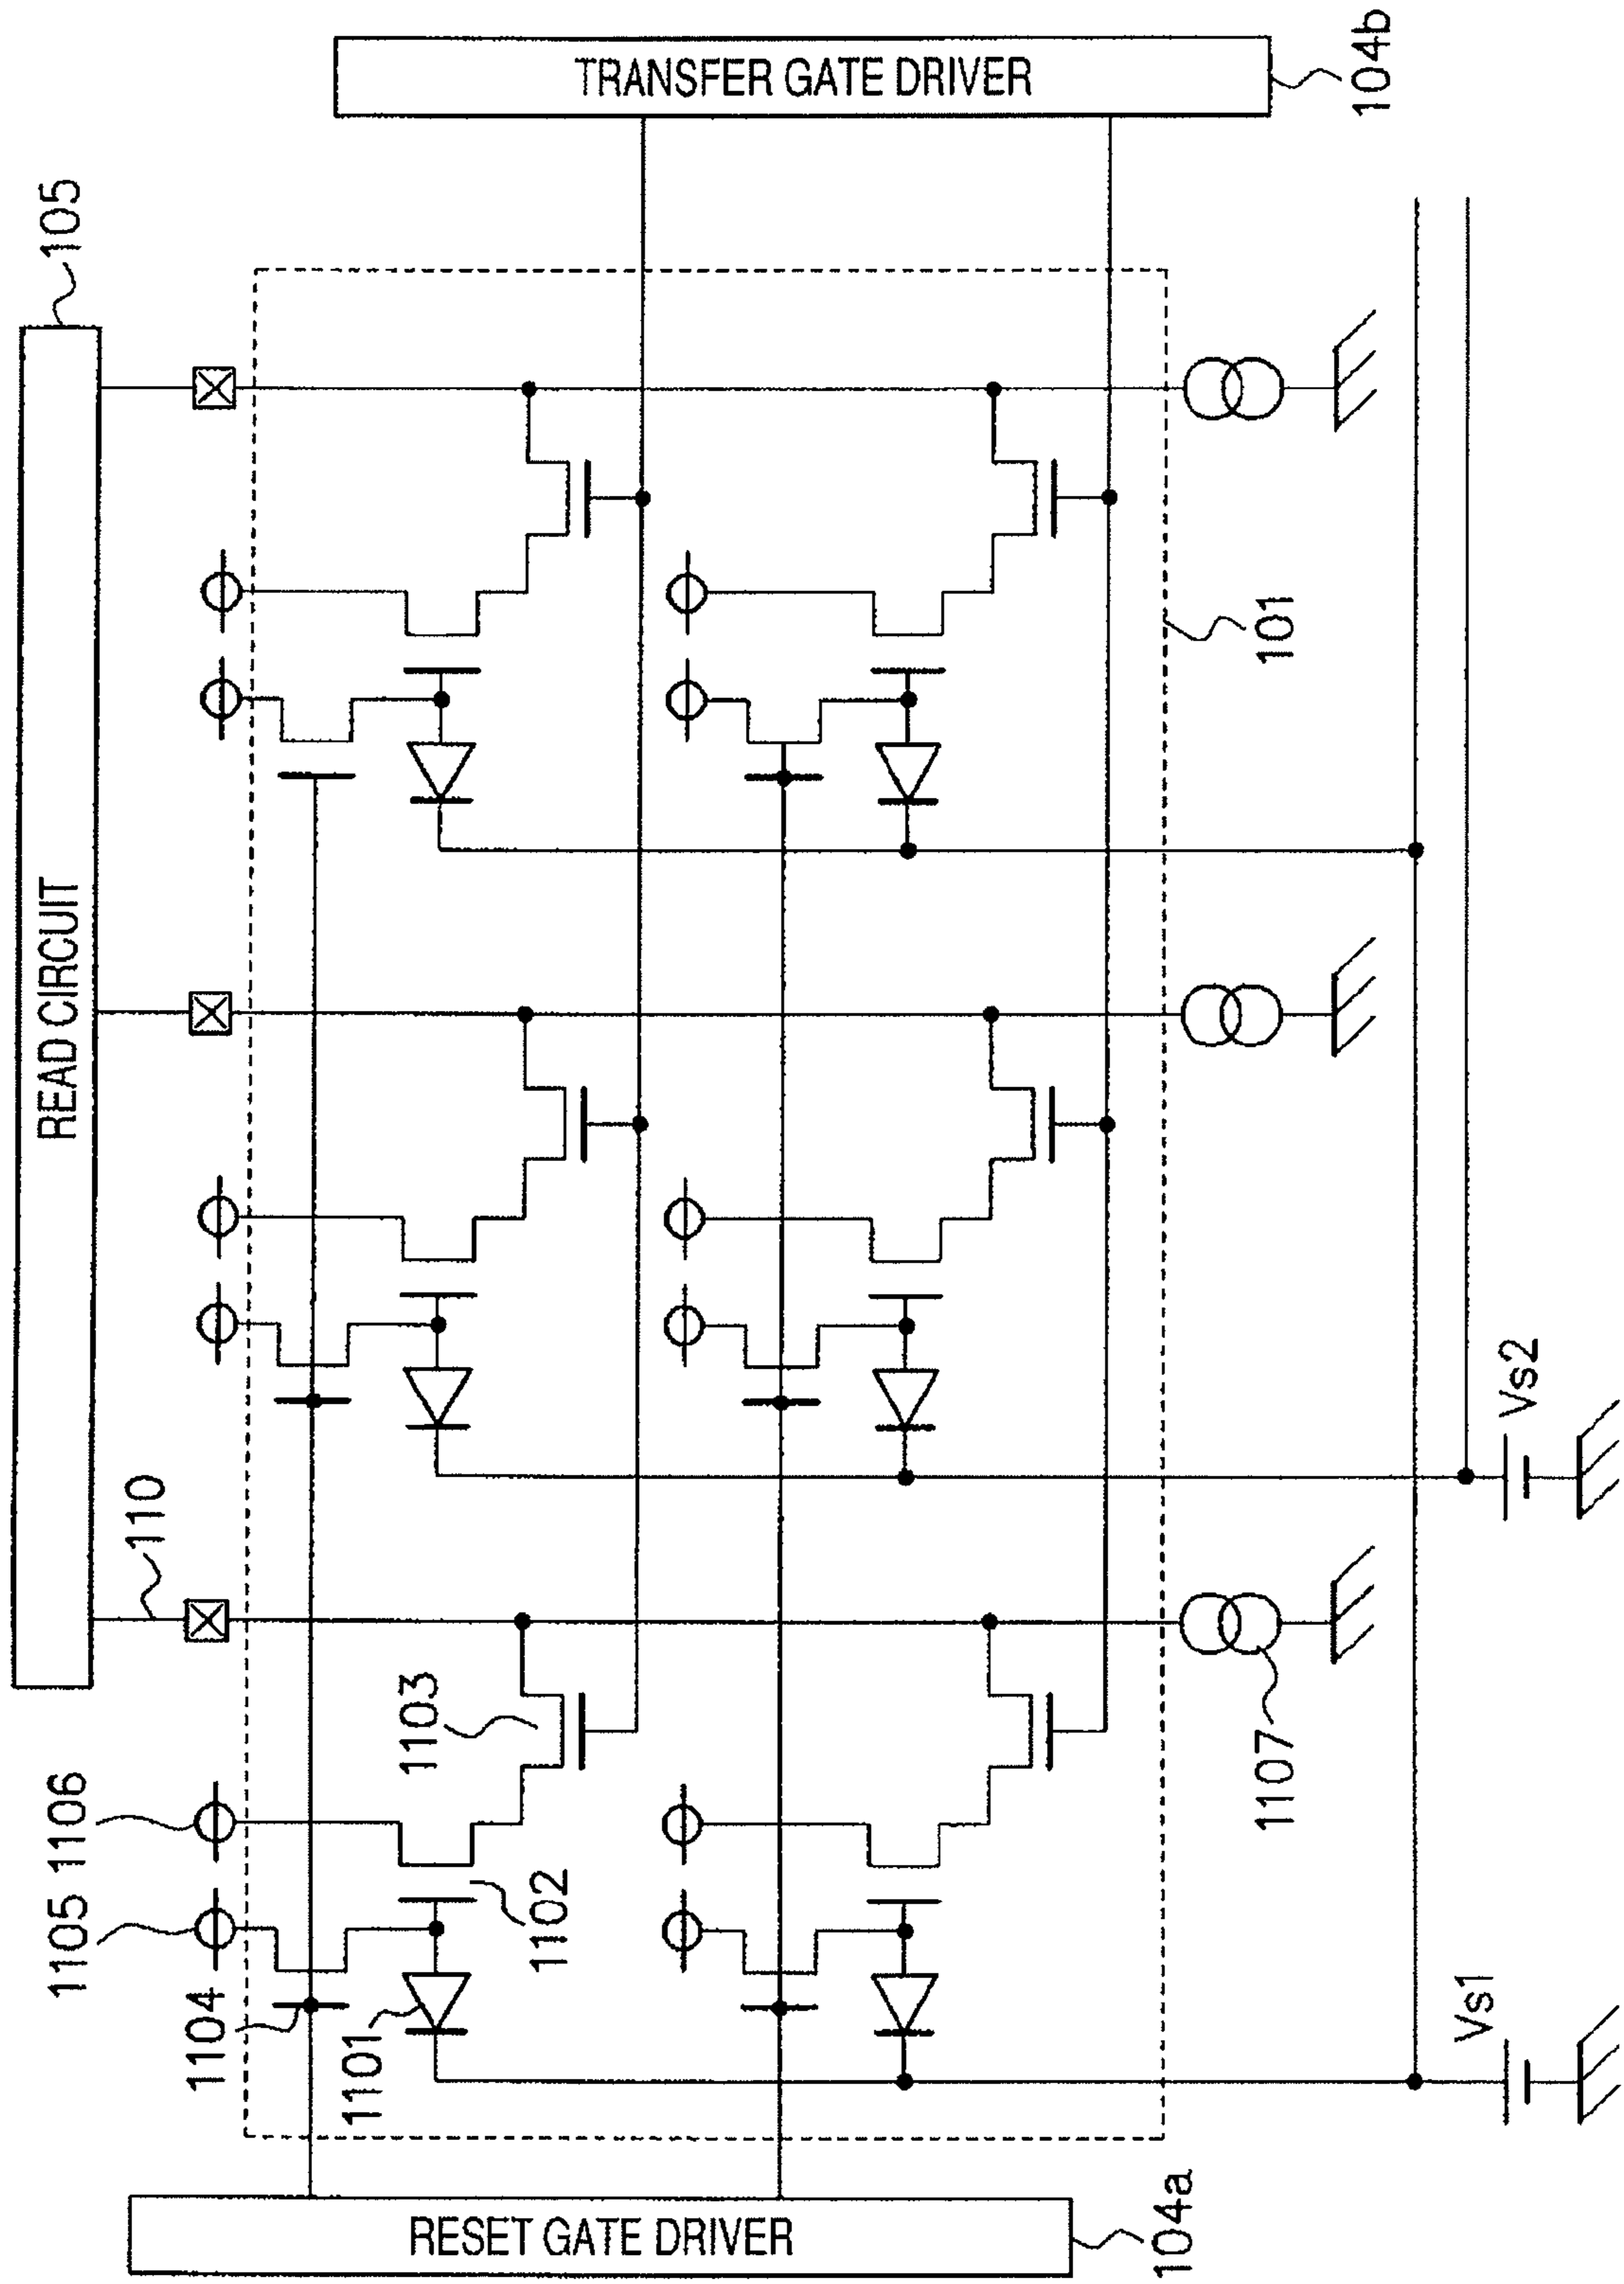 READ CIRCUIT
105
110
1105
1106
1104
1103
1102
1101
RESET GATE DRIVER
104a
TRANSFER GATE DRIVER
104b
101
1107
Vs1
Vs2